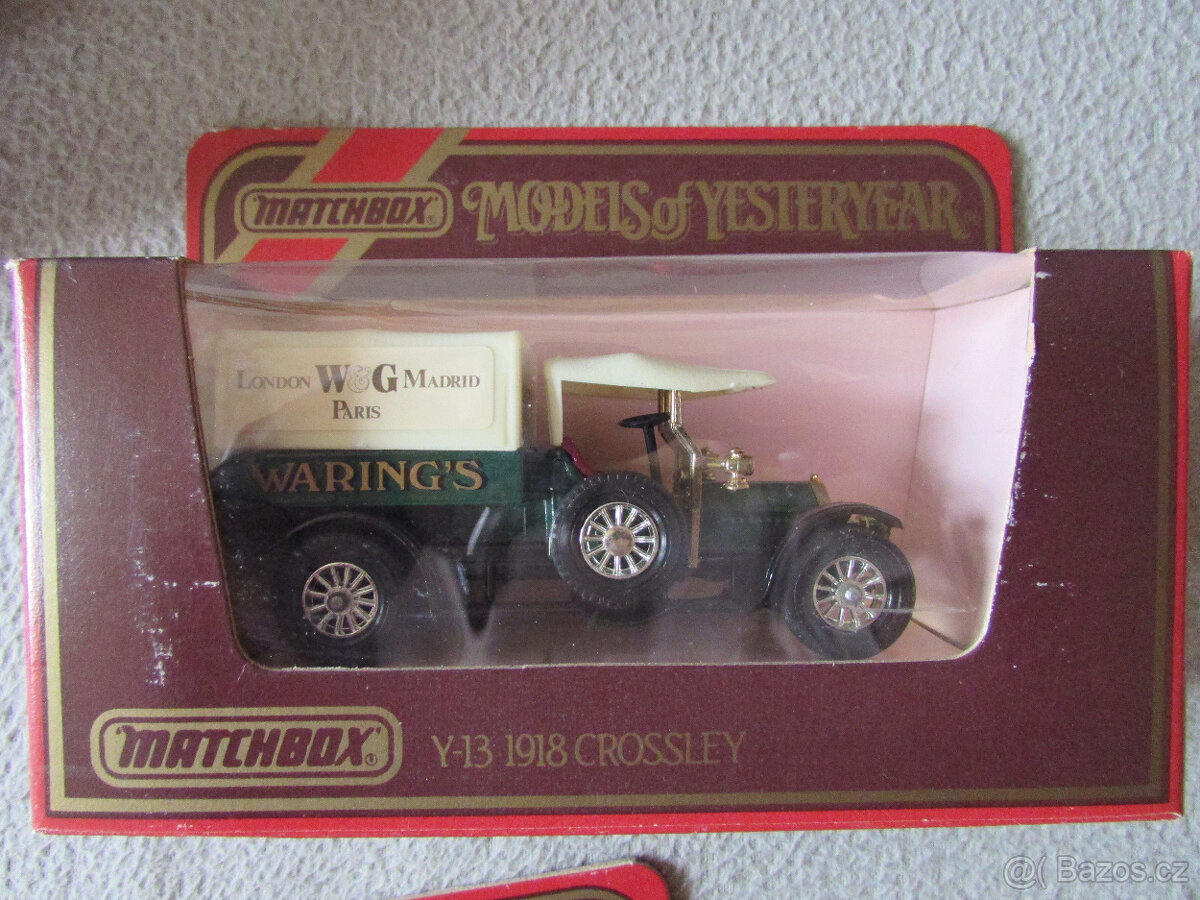 "MATCHBOX" MODELS of YESTERYEAR
LONDON W&G MADRID
PARIS
WARING'S
"MATCHBOX" Y-13 1918 CROSSLEY
@( Bazos.cz